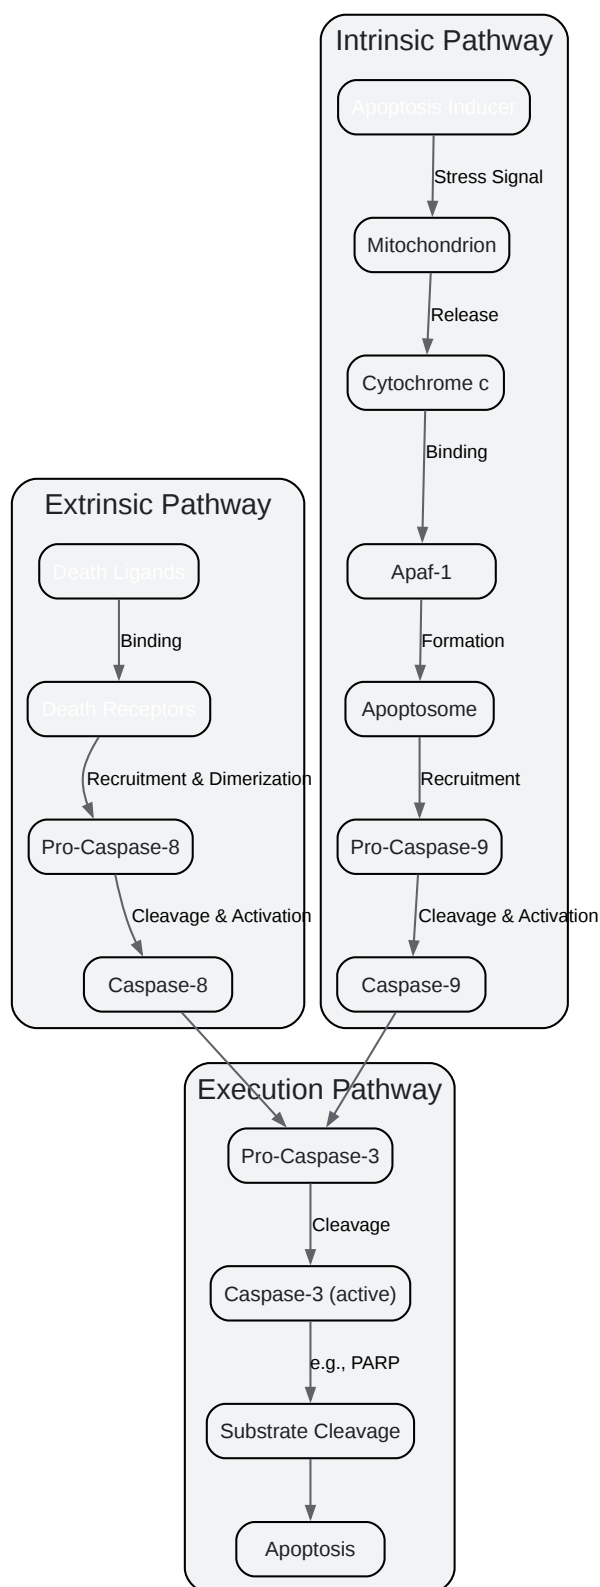 Intrinsic Pathway
Apoptosis Inducer
Stress Signal
Mitochondrion
Release
Cytochrome c
Binding
Apaf-1
Formation
Apoptosome
Recruitment
Pro-Caspase-9
Cleavage & Activation
Caspase-9
Extrinsic Pathway
Death Ligands
Binding
Death Receptors
Recruitment & Dimerization
Pro-Caspase-8
Cleavage & Activation
Caspase-8
Execution Pathway
Pro-Caspase-3
Cleavage
Caspase-3 (active)
e.g., PARP
Substrate Cleavage
Apoptosis